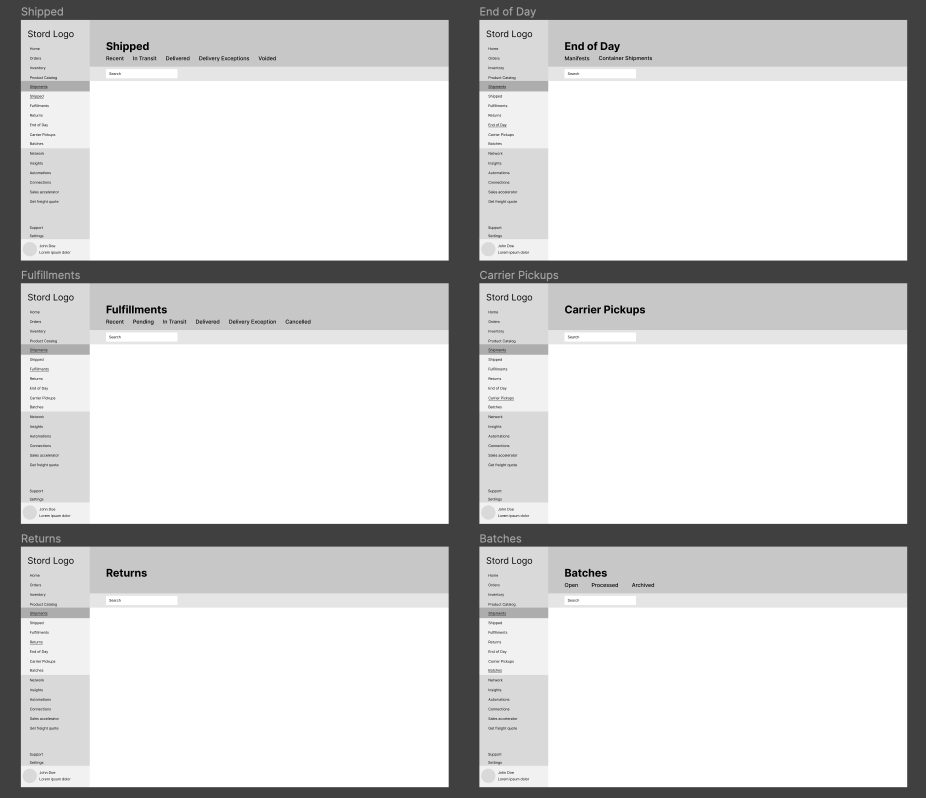 Shipped
Stord Logo
Home
Orders
Inventory
Product Catalog
Shipments
Shipped
Fulfillments
Returns
End of Day
Carrier Pickups
Batches
Network
Insights
Automations
Connections
Sales accelerator
Get freight quote
Support
Settings
John Doe
Lorem ipsum dolor
Shipped
Recent In Transit Delivered Delivery Exceptions Voided
Search
End of Day
Stord Logo
Home
Orders
Inventory
Product Catalog
Shipments
Shipped
Fulfillments
Returns
End of Day
Carrier Pickups
Batches
Network
Insights
Automations
Connections
Sales accelerator
Get freight quote
Support
Settings
John Doe
Lorem ipsum dolor
End of Day
Manifests Container Shipments
Search
Fulfillments
Stord Logo
Home
Orders
Inventory
Product Catalog
Shipments
Shipped
Fulfillments
Returns
End of Day
Carrier Pickups
Batches
Network
Insights
Automations
Connections
Sales accelerator
Get freight quote
Support
Settings
John Doe
Lorem ipsum dolor
Fulfillments
Recent Pending In Transit Delivered Delivery Exception Cancelled
Search
Carrier Pickups
Stord Logo
Home
Orders
Inventory
Product Catalog
Shipments
Shipped
Fulfillments
Returns
End of Day
Carrier Pickups
Batches
Network
Insights
Automations
Connections
Sales accelerator
Get freight quote
Support
Settings
John Doe
Lorem ipsum dolor
Carrier Pickups
Search
Returns
Stord Logo
Home
Orders
Inventory
Product Catalog
Shipments
Shipped
Fulfillments
Returns
End of Day
Carrier Pickups
Batches
Network
Insights
Automations
Connections
Sales accelerator
Get freight quote
Support
Settings
John Doe
Lorem ipsum dolor
Returns
Search
Batches
Stord Logo
Home
Orders
Inventory
Product Catalog
Shipments
Shipped
Fulfillments
Returns
End of Day
Carrier Pickups
Batches
Network
Insights
Automations
Connections
Sales accelerator
Get freight quote
Support
Settings
John Doe
Lorem ipsum dolor
Batches
Open Processed Archived
Search